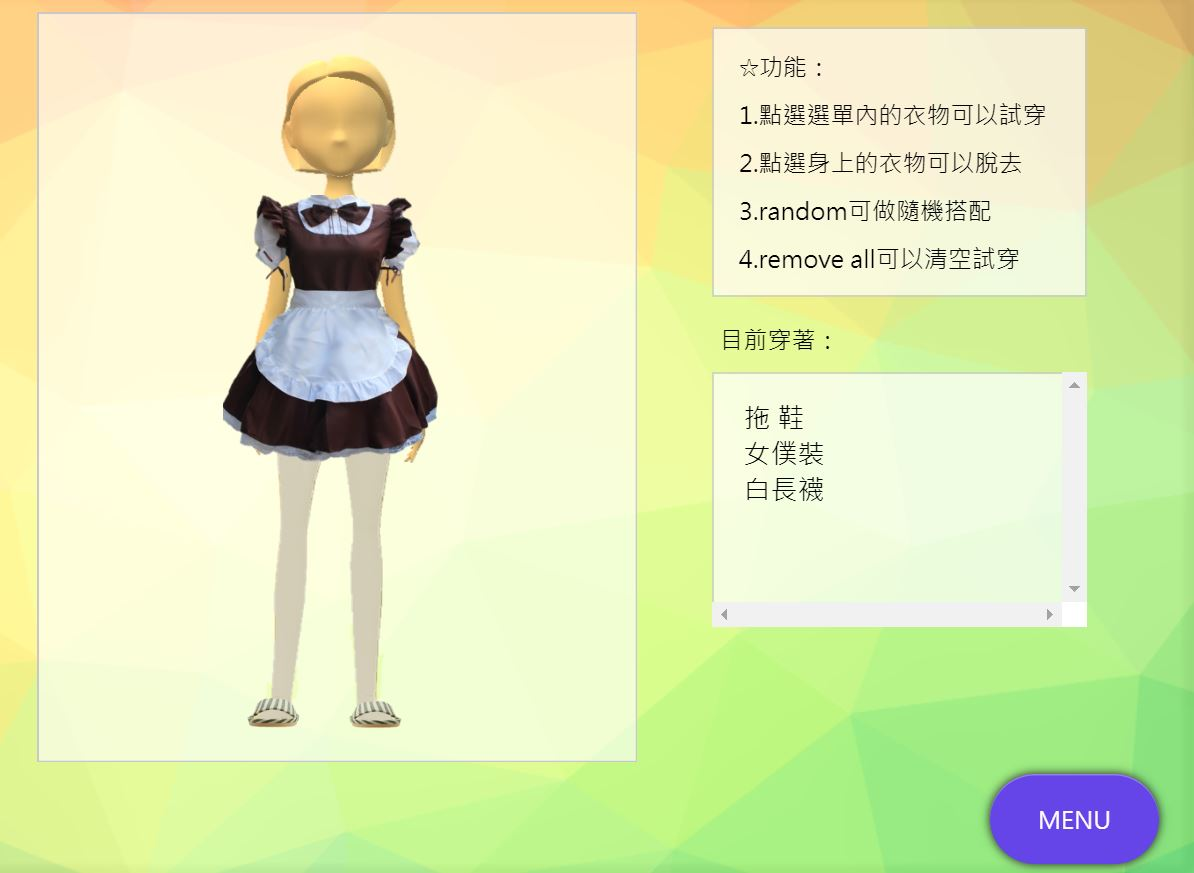 ☆功能：
1.點選選單內的衣物可以試穿
2.點選身上的衣物可以脫去
3.random可做隨機搭配
4.remove all可以清空試穿
目前穿著：
拖 鞋
女僕裝
白長襪
MENU